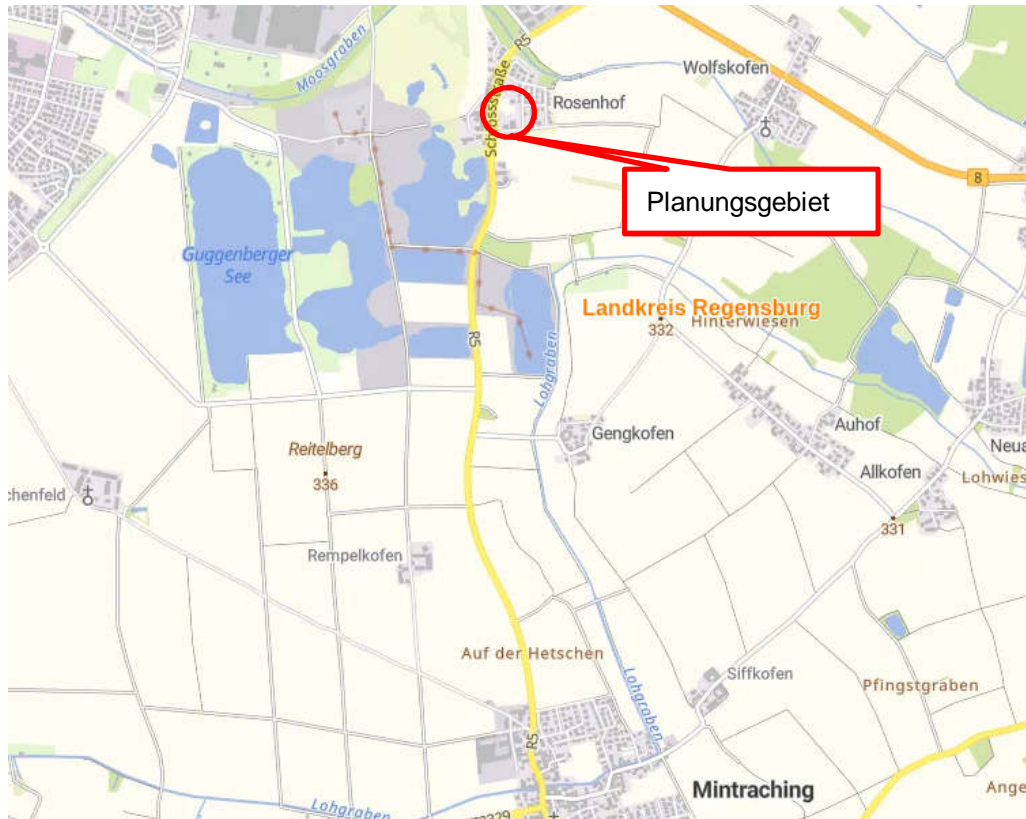 Moosgraben
R5
Schlossstraße
Wolfskofen
Rosenhof
8
Planungsgebiet
Guggenberger
See
Landkreis Regensburg
332
Hinterwiesen
R5
Lohgraben
Gengkofen
Auhof
Neua
Reitelberg
336
Allkofen
Lohwies
chenfeld
331
Rempelkofen
Auf der Hetschen
Lohgraben
Siffkofen
Pfingstgraben
R5
Mintraching
Ange
Lohgraben
2329